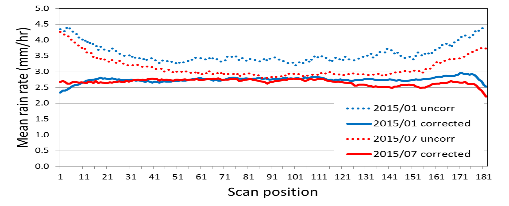 Mean rain rate (mm/hr)
5.0
4.5
4.0
3.5
3.0
2.5
2.0
1.5
1.0
0.5
0.0
2015/01 uncorr
2015/01 corrected
2015/07 uncorr
2015/07 corrected
1 11 21 31 41 51 61 71 81 91 101 111 121 131 141 151 161 171 181
Scan position